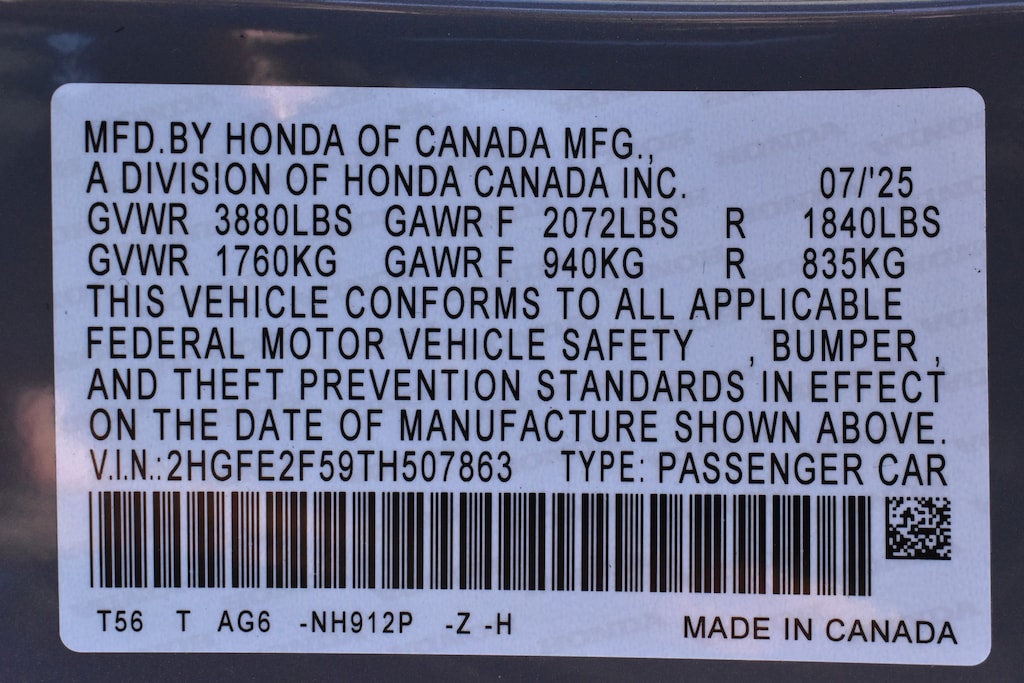 MFD.BY HONDA OF CANADA MFG.,
A DIVISION OF HONDA CANADA INC. 07/'25
GVWR 3880LBS GAWR F 2072LBS R 1840LBS
GVWR 1760KG GAWR F 940KG R 835KG
THIS VEHICLE CONFORMS TO ALL APPLICABLE
FEDERAL MOTOR VEHICLE SAFETY , BUMPER ,
AND THEFT PREVENTION STANDARDS IN EFFECT
ON THE DATE OF MANUFACTURE SHOWN ABOVE.
V.I.N.:2HGFE2F59TH507863 TYPE: PASSENGER CAR
T56 T AG6 -NH912P -Z -H
MADE IN CANADA